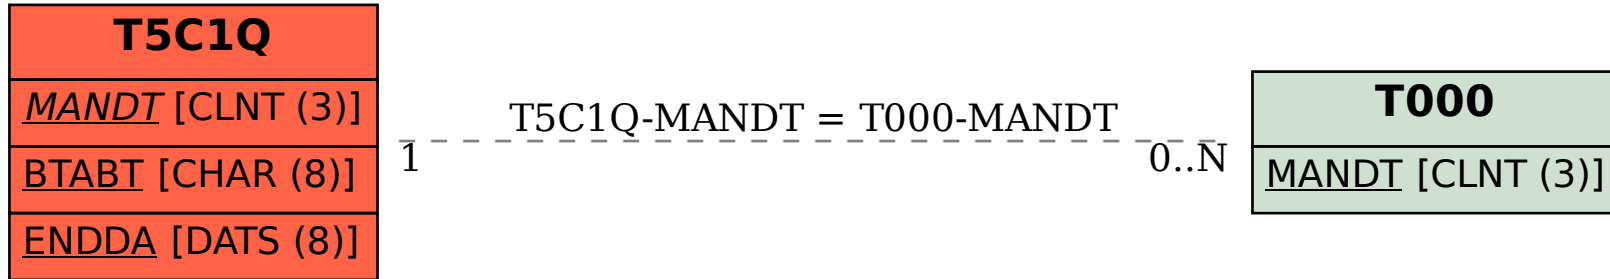 T5C1Q
MANDT [CLNT (3)]
BTABT [CHAR (8)]
ENDDA [DATS (8)]
T5C1Q-MANDT = T000-MANDT
1
0..N
T000
MANDT [CLNT (3)]